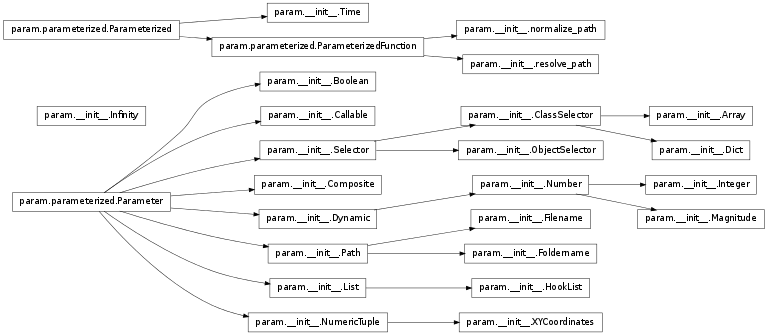 param.__init__.Time
param.parameterized.Parameterized
param.__init__.normalize_path
param.parameterized.ParameterizedFunction
param.__init__.resolve_path
param.__init__.Boolean
param.__init__.Infinity
param.__init__.Callable
param.__init__.ClassSelector
param.__init__.Array
param.__init__.Selector
param.__init__.ObjectSelector
param.__init__.Dict
param.__init__.Composite
param.__init__.Number
param.__init__.Integer
param.parameterized.Parameter
param.__init__.Dynamic
param.__init__.Filename
param.__init__.Magnitude
param.__init__.Path
param.__init__.Foldername
param.__init__.List
param.__init__.HookList
param.__init__.NumericTuple
param.__init__.XYCoordinates